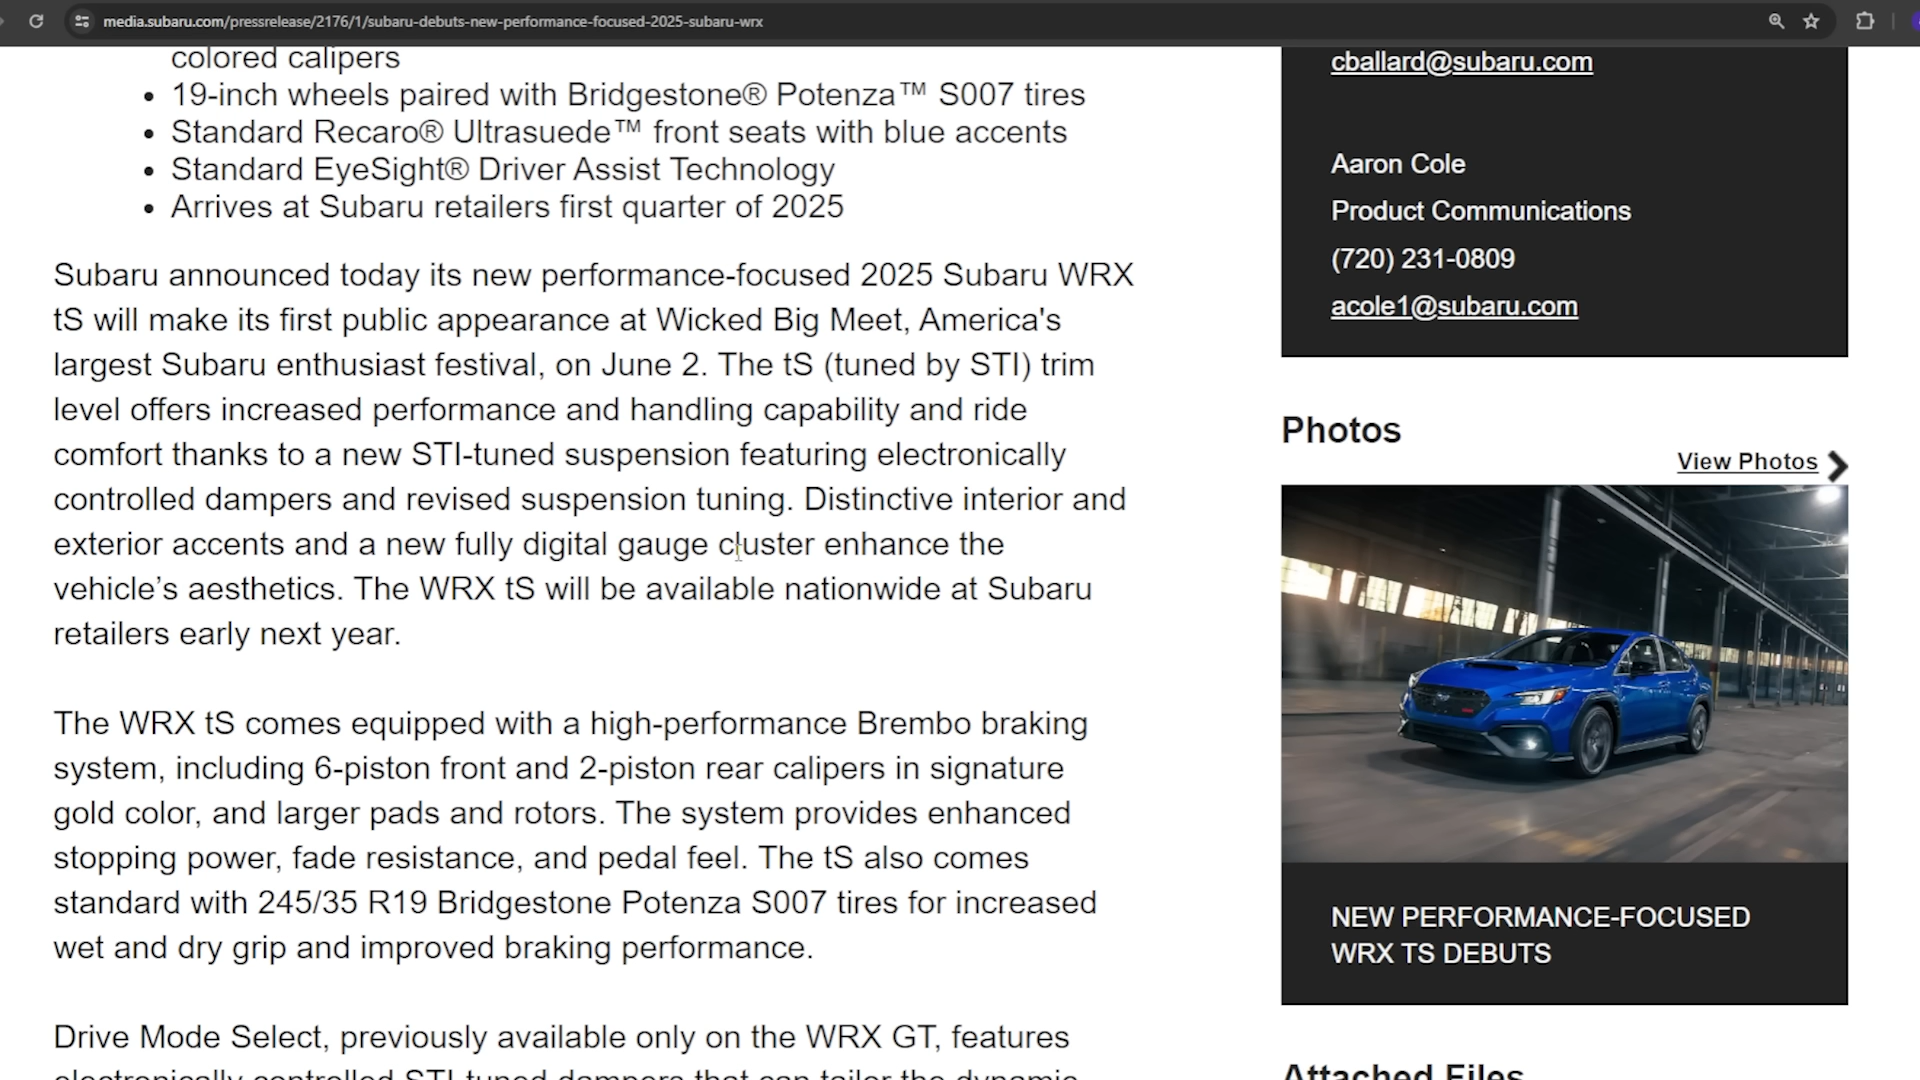 media.subaru.com/pressrelease/2176/1/subaru-debuts-new-performance-focused-2025-subaru-wrx
colored calipers
• 19-inch wheels paired with Bridgestone® Potenza™ S007 tires
• Standard Recaro® Ultrasuede™ front seats with blue accents
• Standard EyeSight® Driver Assist Technology
• Arrives at Subaru retailers first quarter of 2025
Subaru announced today its new performance-focused 2025 Subaru WRX
tS will make its first public appearance at Wicked Big Meet, America's
largest Subaru enthusiast festival, on June 2. The tS (tuned by STI) trim
level offers increased performance and handling capability and ride
comfort thanks to a new STI-tuned suspension featuring electronically
controlled dampers and revised suspension tuning. Distinctive interior and
exterior accents and a new fully digital gauge cluster enhance the
vehicle’s aesthetics. The WRX tS will be available nationwide at Subaru
retailers early next year.
The WRX tS comes equipped with a high-performance Brembo braking
system, including 6-piston front and 2-piston rear calipers in signature
gold color, and larger pads and rotors. The system provides enhanced
stopping power, fade resistance, and pedal feel. The tS also comes
standard with 245/35 R19 Bridgestone Potenza S007 tires for increased
wet and dry grip and improved braking performance.
Drive Mode Select, previously available only on the WRX GT, features
electronically controlled STI-tuned dampers that can tailor the dynamic
cballard@subaru.com
Aaron Cole
Product Communications
(720) 231-0809
acole1@subaru.com
Photos
View Photos
NEW PERFORMANCE-FOCUSED
WRX TS DEBUTS
Attached Files